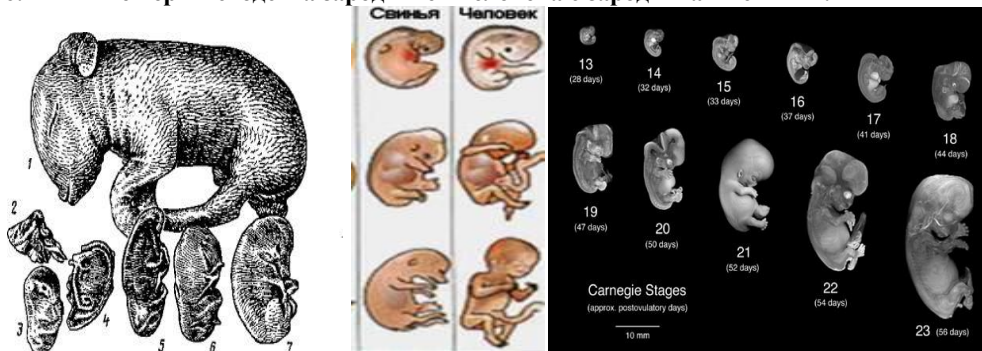 Свинья Человек
1
2
3
4
5
6
7
13
(28 days)
14
(32 days)
15
(33 days)
16
(37 days)
17
(41 days)
18
(44 days)
19
(47 days)
20
(50 days)
21
(52 days)
22
(54 days)
23 (56 days)
Carnegie Stages
(approx. postovulatory days)
10 mm